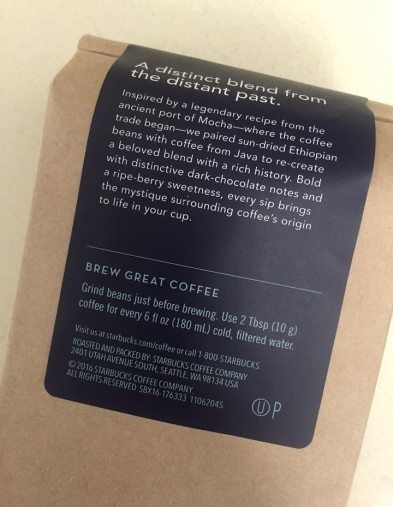 A distinct blend from
the distant past.
Inspired by a legendary recipe from the
ancient port of Mocha—where the coffee
trade began—we paired sun-dried Ethiopian
beans with coffee from Java to re-create
a beloved blend with a rich history. Bold
with distinctive dark-chocolate notes and
a ripe-berry sweetness, every sip brings
the mystique surrounding coffee's origin
to life in your cup.
BREW GREAT COFFEE
Grind beans just before brewing. Use 2 Tbsp (10 g)
coffee for every 6 fl oz (180 mL) cold, filtered water.
Visit us at starbucks.com/coffee or call 1-800-STARBUCKS.
ROASTED AND PACKED BY: STARBUCKS COFFEE COMPANY
2401 UTAH AVENUE SOUTH, SEATTLE, WA 98134 USA
© 2016 STARBUCKS COFFEE COMPANY.
ALL RIGHTS RESERVED. SBX16-176333 11062045
Ⓤ P